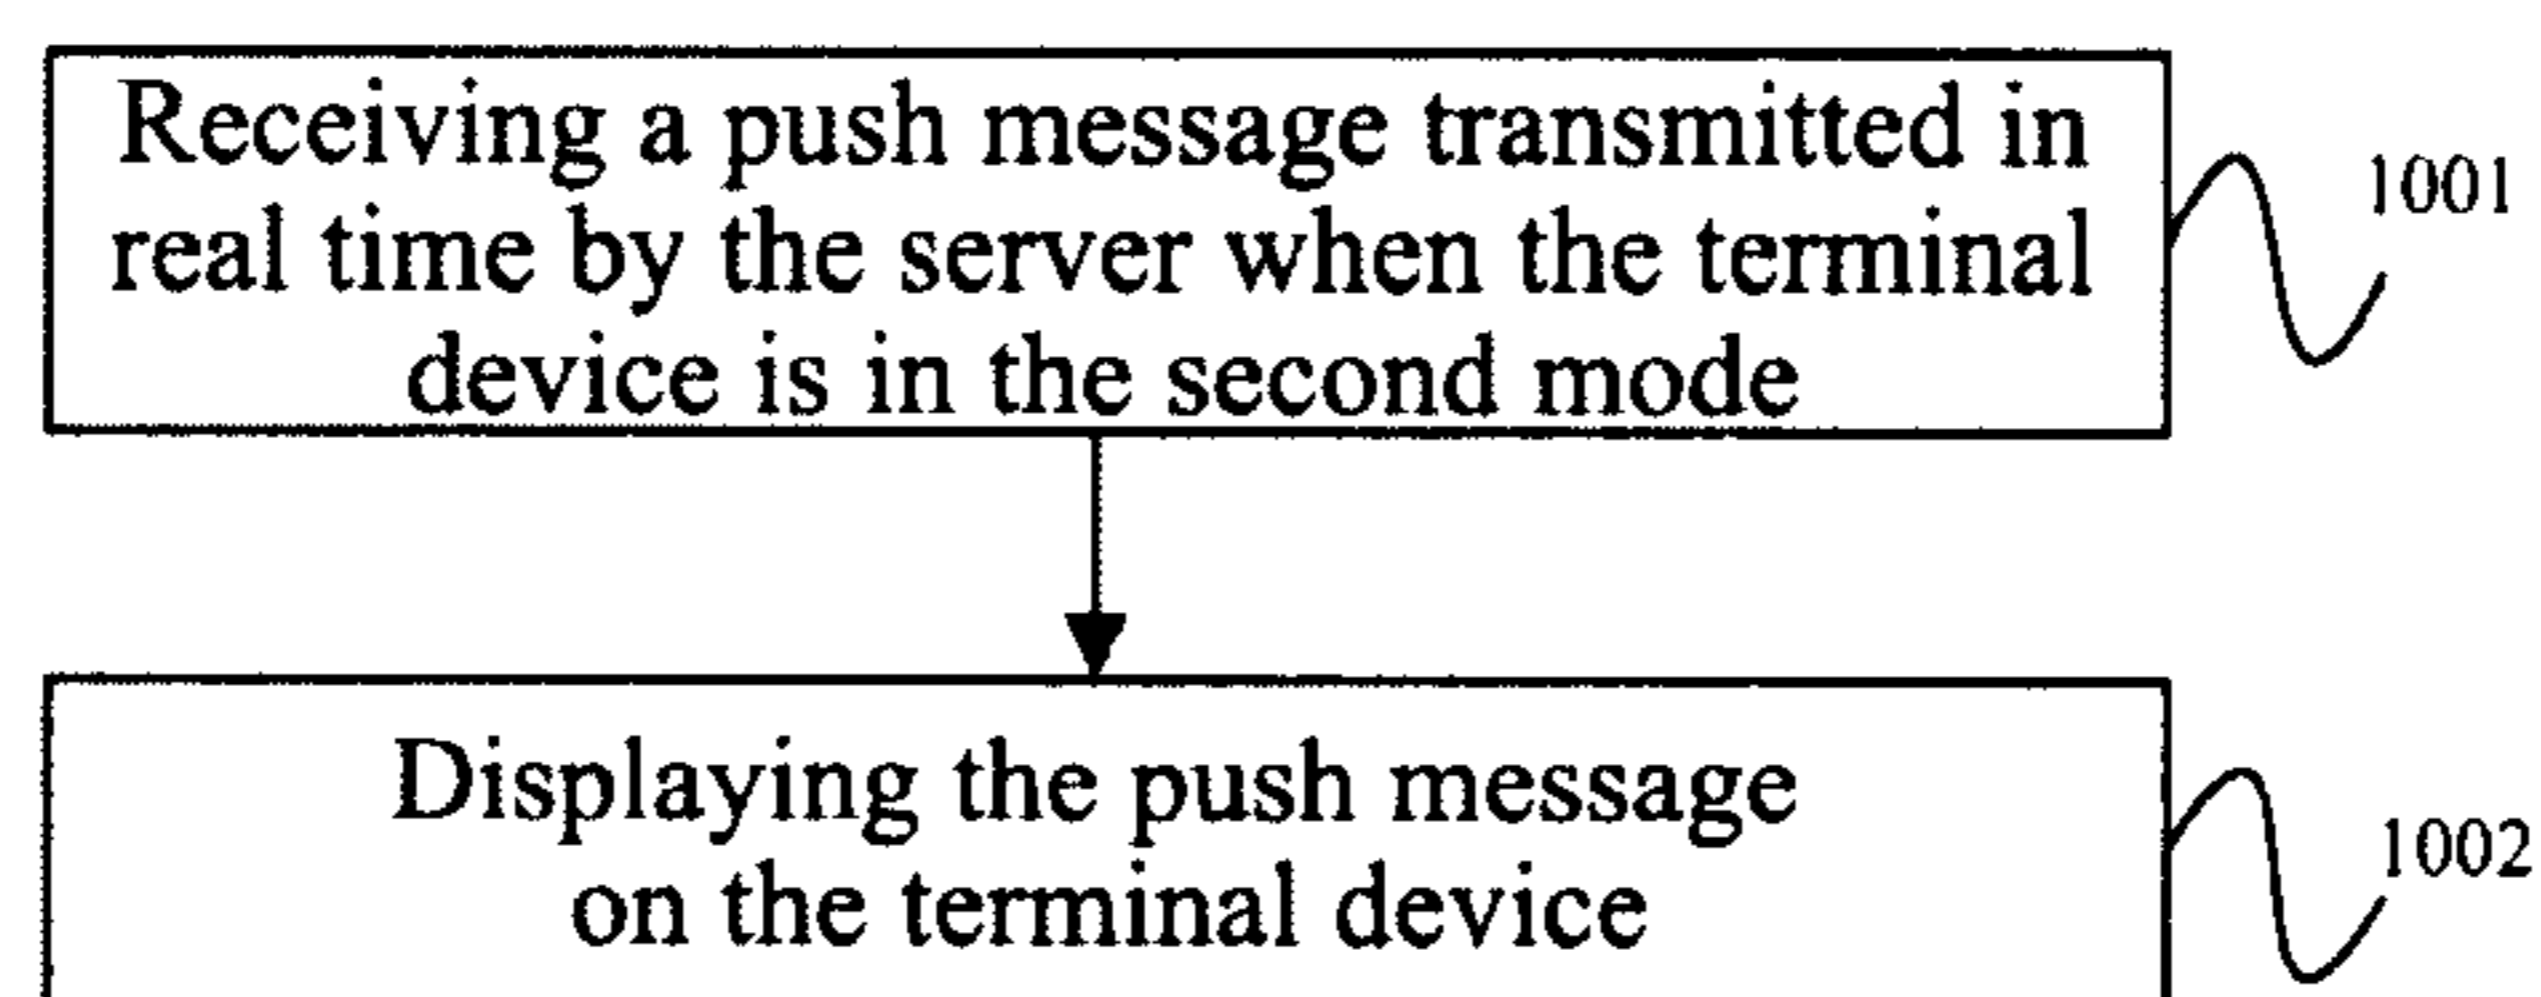 Receiving a push message transmitted in
real time by the server when the terminal
device is in the second mode
1001
Displaying the push message
on the terminal device
1002